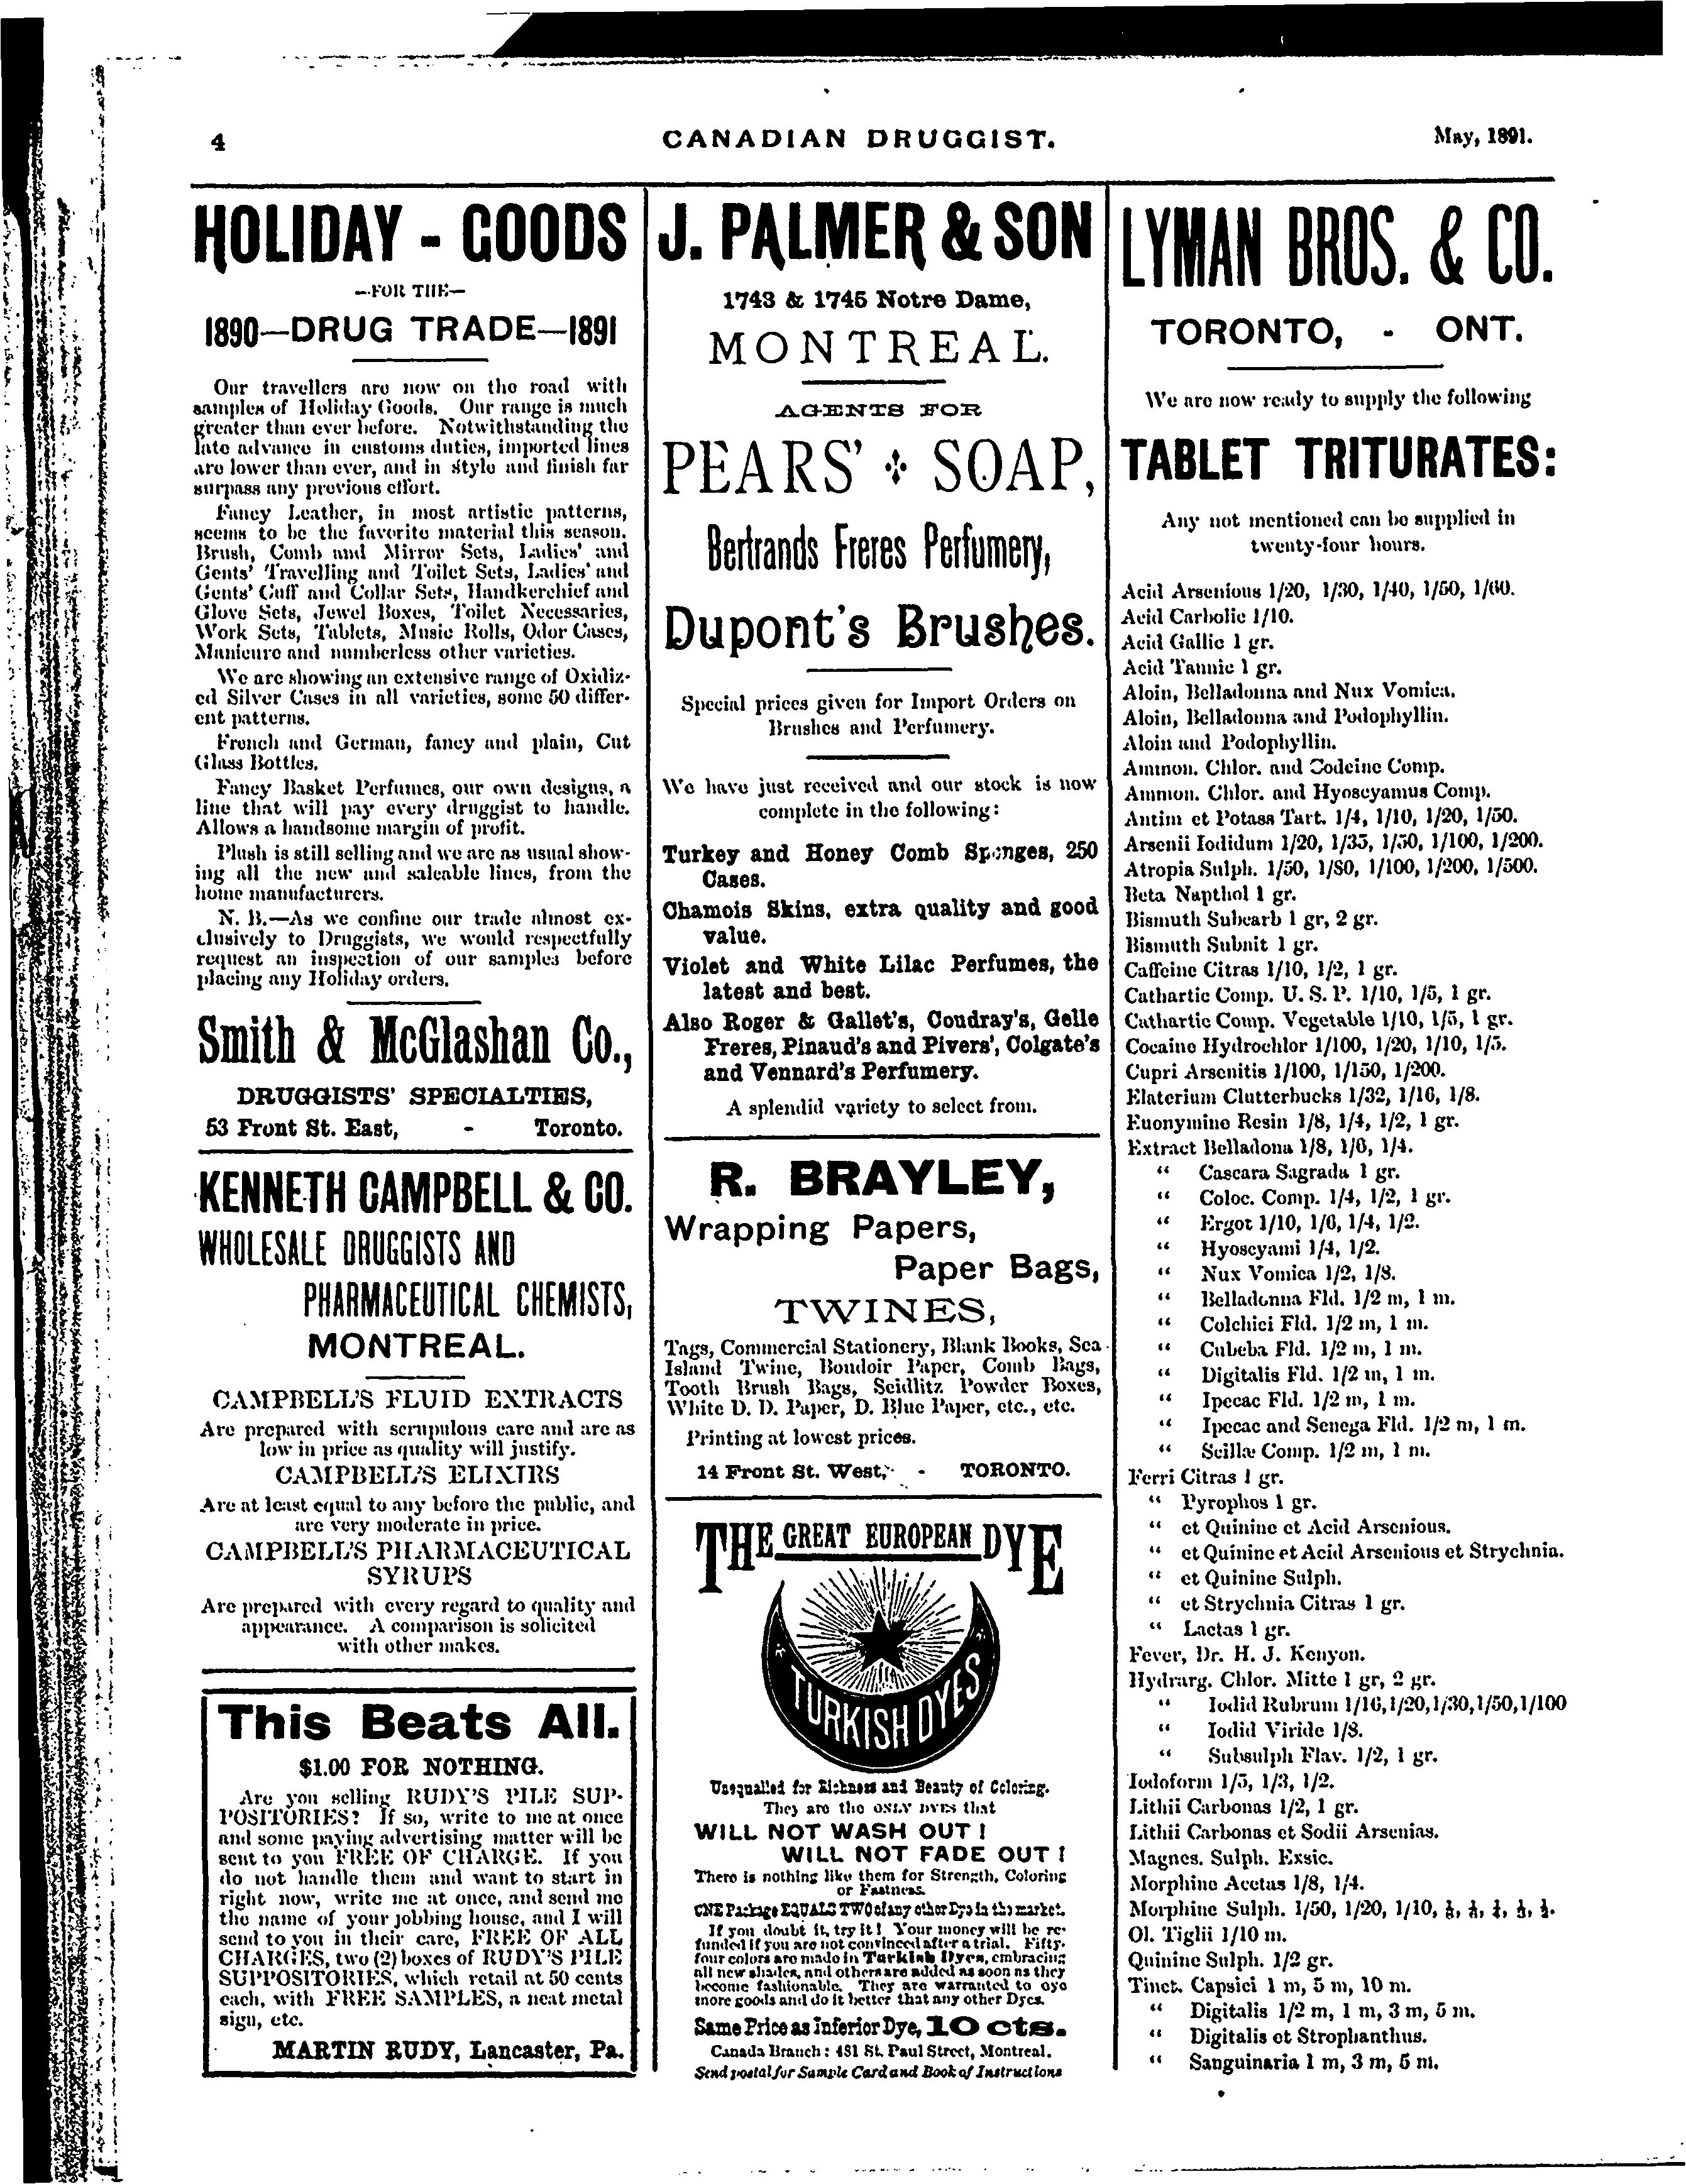 4
CANADIAN DRUGGIST.
May, 1891.
HOLIDAY - GOODS
—FOR THE—
1890—DRUG TRADE—1891
Our travellers are now on the road with
samples of Holiday Goods. Our range is much
greater than ever before. Notwithstanding the
late advance in customs duties, imported lines
are lower than ever, and in style and finish far
surpass any previous effort.
Fancy Leather, in most artistic patterns,
seems to be the favorite material this season.
Brush, Comb and Mirror Sets, Ladies' and
Gents' Travelling and Toilet Sets, Ladies' and
Gents' Cuff and Collar Sets, Handkerchief and
Glove Sets, Jewel Boxes, Toilet Necessaries,
Work Sets, Tablets, Music Rolls, Odor Cases,
Manicure and numberless other varieties.
We are showing an extensive range of Oxidiz-
ed Silver Cases in all varieties, some 50 differ-
ent patterns.
French and German, fancy and plain, Cut
Glass Bottles.
Fancy Basket Perfumes, our own designs, a
line that will pay every druggist to handle.
Allows a handsome margin of profit.
Plush is still selling and we are as usual show-
ing all the new and saleable lines, from the
home manufacturers.
N. B.—As we confine our trade almost ex-
clusively to Druggists, we would respectfully
request an inspection of our samples before
placing any Holiday orders.
Smith & McGlashan Co.,
DRUGGISTS' SPECIALTIES,
53 Front St. East, - Toronto.
KENNETH CAMPBELL & CO.
WHOLESALE DRUGGISTS AND
PHARMACEUTICAL CHEMISTS,
MONTREAL.
CAMPBELL'S FLUID EXTRACTS
Are prepared with scrupulous care and are as
low in price as quality will justify.
CAMPBELL'S ELIXIRS
Are at least equal to any before the public, and
are very moderate in price.
CAMPBELL'S PHARMACEUTICAL
SYRUPS
Are prepared with every regard to quality and
appearance. A comparison is solicited
with other makes.
This Beats All.
$1.00 FOR NOTHING.
Are you selling RUDY'S PILE SUP-
POSITORIES? If so, write to me at once
and some paying advertising matter will be
sent to you FREE OF CHARGE. If you
do not handle them and want to start in
right now, write me at once, and send me
the name of your jobbing house, and I will
send to you in their care, FREE OF ALL
CHARGES, two (2) boxes of RUDY'S PILE
SUPPOSITORIES, which retail at 50 cents
each, with FREE SAMPLES, a neat metal
sign, etc.
MARTIN RUDY, Lancaster, Pa.
J. PALMER & SON
1743 & 1745 Notre Dame,
MONTREAL.
AGENTS FOR
PEARS' SOAP,
Bertrands Freres Perfumery,
Dupont's Brushes.
Special prices given for Import Orders on
Brushes and Perfumery.
We have just received and our stock is now
complete in the following:
Turkey and Honey Comb Sponges, 250
Cases.
Chamois Skins, extra quality and good
value.
Violet and White Lilac Perfumes, the
latest and best.
Also Roger & Gallet's, Coudray's, Gelle
Freres, Pinaud's and Pivers', Colgate's
and Vennard's Perfumery.
A splendid variety to select from.
R. BRAYLEY,
Wrapping Papers,
Paper Bags,
TWINES,
Tags, Commercial Stationery, Blank Books, Sea
Island Twine, Boudoir Paper, Comb Bags,
Tooth Brush Bags, Seidlitz Powder Boxes,
White D. D. Paper, D. Blue Paper, etc., etc.
Printing at lowest prices.
14 Front St. West, - TORONTO.
THE GREAT EUROPEAN DYE
TURKISH DYES
Unequalled for Richness and Beauty of Coloring.
They are the ONLY DYES that
WILL NOT WASH OUT!
WILL NOT FADE OUT!
There is nothing like them for Strength, Coloring
or Fastness.
ONE Package EQUALS TWO of any other Dye in the market.
If you doubt it, try it! Your money will be re-
funded if you are not convinced after a trial. Fifty-
four colors are made in Turkish Dyes, embracing
all new shades, and others are added as soon as they
become fashionable. They are warranted to dye
more goods and do it better that any other Dyes.
Same Price as Inferior Dye, 10 cts.
Canada Branch: 481 St. Paul Street, Montreal.
Send postal for Sample Card and Book of Instructions
LYMAN BROS. & CO.
TORONTO, - ONT.
We are now ready to supply the following
TABLET TRITURATES:
Any not mentioned can be supplied in
twenty-four hours.
Acid Arsenious 1/20, 1/30, 1/40, 1/50, 1/60.
Acid Carbolic 1/10.
Acid Gallic 1 gr.
Acid Tannic 1 gr.
Aloin, Belladonna and Nux Vomica.
Aloin, Belladonna and Podophyllin.
Aloin and Podophyllin.
Ammon. Chlor. and Codeine Comp.
Ammon. Chlor. and Hyoscyamus Comp.
Antim et Potass Tart. 1/4, 1/10, 1/20, 1/50.
Arsenii Iodidum 1/20, 1/35, 1/50, 1/100, 1/200.
Atropia Sulph. 1/50, 1/80, 1/100, 1/200, 1/500.
Beta Napthol 1 gr.
Bismuth Subcarb 1 gr, 2 gr.
Bismuth Subnit 1 gr.
Caffeine Citras 1/10, 1/2, 1 gr.
Cathartic Comp. U. S. P. 1/10, 1/5, 1 gr.
Cathartic Comp. Vegetable 1/10, 1/5, 1 gr.
Cocaine Hydrochlor 1/100, 1/20, 1/10, 1/5.
Cupri Arsenitis 1/100, 1/150, 1/200.
Elaterium Clutterbucks 1/32, 1/16, 1/8.
Euonymino Resin 1/8, 1/4, 1/2, 1 gr.
Extract Belladona 1/8, 1/6, 1/4.
" Cascara Sagrada 1 gr.
" Coloc. Comp. 1/4, 1/2, 1 gr.
" Ergot 1/10, 1/6, 1/4, 1/2.
" Hyoscyami 1/4, 1/2.
" Nux Vomica 1/2, 1/8.
" Belladonna Fld. 1/2 m, 1 m.
" Colchici Fld. 1/2 m, 1 m.
" Cubeba Fld. 1/2 m, 1 m.
" Digitalis Fld. 1/2 m, 1 m.
" Ipecac Fld. 1/2 m, 1 m.
" Ipecac and Senega Fld. 1/2 m, 1 m.
" Scillæ Comp. 1/2 m, 1 m.
Ferri Citras 1 gr.
" Pyrophos 1 gr.
" et Quinine et Acid Arsenious.
" et Quinine et Acid Arsenious et Strychnia.
" et Quinine Sulph.
" et Strychnia Citras 1 gr.
" Lactas 1 gr.
Fever, Dr. H. J. Kenyon.
Hydrarg. Chlor. Mitte 1 gr, 2 gr.
" Iodid Rubrum 1/16, 1/20, 1/30, 1/50, 1/100
" Iodid Viride 1/8.
" Subsulph Flav. 1/2, 1 gr.
Iodoform 1/5, 1/3, 1/2.
Lithii Carbonas 1/2, 1 gr.
Lithii Carbonas et Sodii Arsenias.
Magnes. Sulph. Exsic.
Morphine Acetas 1/8, 1/4.
Morphine Sulph. 1/50, 1/20, 1/10,
Ol. Tiglii 1/10 m.
Quinine Sulph. 1/2 gr.
Tinct. Capsici 1 m, 5 m, 10 m.
" Digitalis 1/2 m, 1 m, 3 m, 5 m.
" Digitalis et Strophanthus.
" Sanguinaria 1 m, 3 m, 5 m.